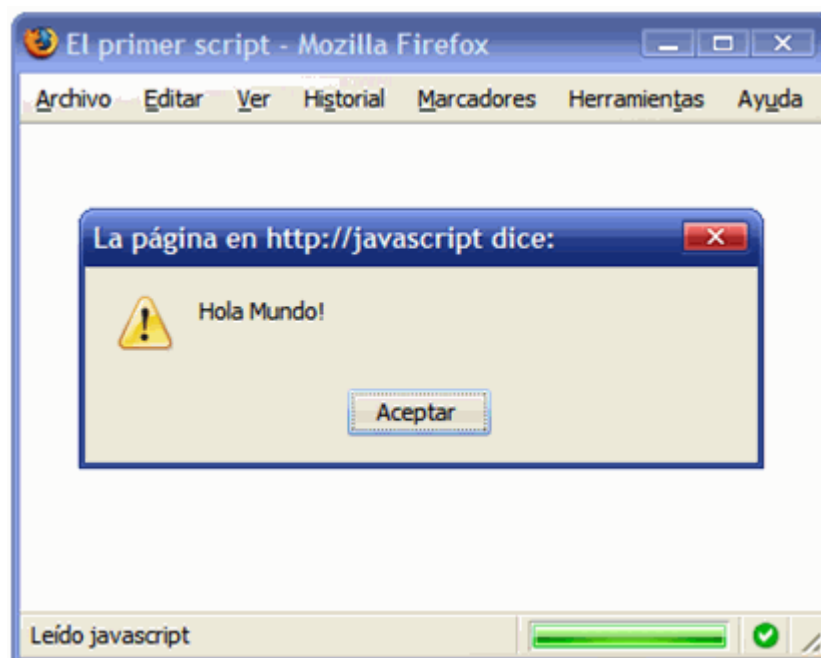 El primer script - Mozilla Firefox
Archivo Editar Ver Historial Marcadores Herramientas Ayuda
La página en http://javascript dice:
Hola Mundo!
Aceptar
Leído javascript